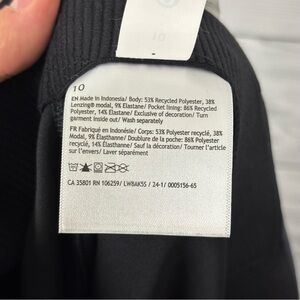 10
10
EN Made in Indonesia/ Body: 53% Recycled Polyester, 38%
Lenzing® modal, 9% Elastane/ Pocket lining: 86% Recycled
Polyester, 14% Elastane/ Exclusive of decoration/ Turn
garment inside out/ Wash separately
FR Fabriqué en Indonésie/ Corps: 53% Polyester recyclé, 38%
Modal, 9% Élasthanne/ Doublure de la poche: 86% Polyester
recyclé, 14% Élasthanne/ Sauf la décoration/ Tourner l'article
sur l'envers/ Laver séparément
CA 35801 RN 106259/ LW8AKSS / 24-1/ 0005156-65